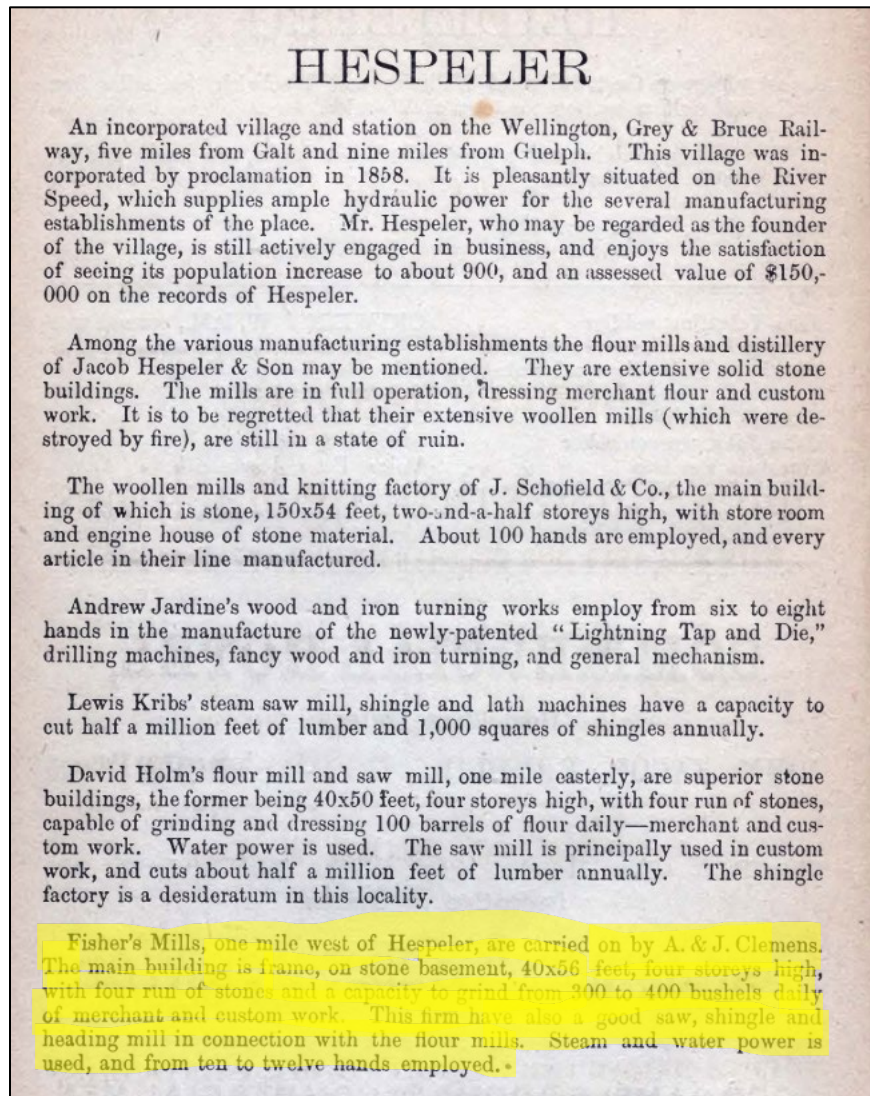 HESPELER
An incorporated village and station on the Wellington, Grey & Bruce Rail-
way, five miles from Galt and nine miles from Guelph. This village was in-
corporated by proclamation in 1858. It is pleasantly situated on the River
Speed, which supplies ample hydraulic power for the several manufacturing
establishments of the place. Mr. Hespeler, who may be regarded as the founder
of the village, is still actively engaged in business, and enjoys the satisfaction
of seeing its population increase to about 900, and an assessed value of $150,-
000 on the records of Hespeler.
Among the various manufacturing establishments the flour mills and distillery
of Jacob Hespeler & Son may be mentioned. They are extensive solid stone
buildings. The mills are in full operation, dressing merchant flour and custom
work. It is to be regretted that their extensive woollen mills (which were de-
stroyed by fire), are still in a state of ruin.
The woollen mills and knitting factory of J. Schofield & Co., the main build-
ing of which is stone, 150x54 feet, two-and-a-half storeys high, with store room
and engine house of stone material. About 100 hands are employed, and every
article in their line manufactured.
Andrew Jardine's wood and iron turning works employ from six to eight
hands in the manufacture of the newly-patented "Lightning Tap and Die,"
drilling machines, fancy wood and iron turning, and general mechanism.
Lewis Kribs' steam saw mill, shingle and lath machines have a capacity to
cut half a million feet of lumber and 1,000 squares of shingles annually.
David Holm's flour mill and saw mill, one mile easterly, are superior stone
buildings, the former being 40x50 feet, four storeys high, with four run of stones,
capable of grinding and dressing 100 barrels of flour daily—merchant and cus-
tom work. Water power is used. The saw mill is principally used in custom
work, and cuts about half a million feet of lumber annually. The shingle
factory is a desideratum in this locality.
Fisher's Mills, one mile west of Hespeler, are carried on by A. & J. Clemens.
The main building is frame, on stone basement, 40x56 feet, four storeys high,
with four run of stones and a capacity to grind from 300 to 400 bushels daily
of merchant and custom work. This firm have also a good saw, shingle and
heading mill in connection with the flour mills. Steam and water power is
used, and from ten to twelve hands employed.